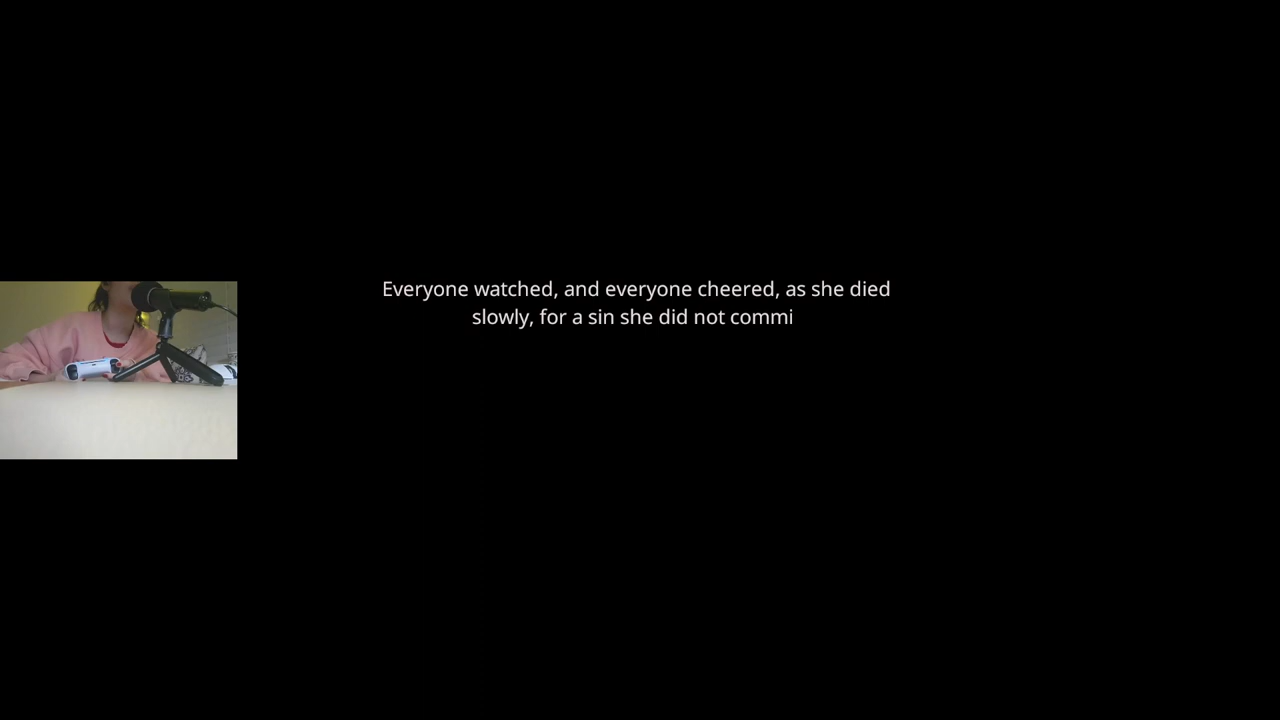 Everyone watched, and everyone cheered, as she died
slowly, for a sin she did not commi